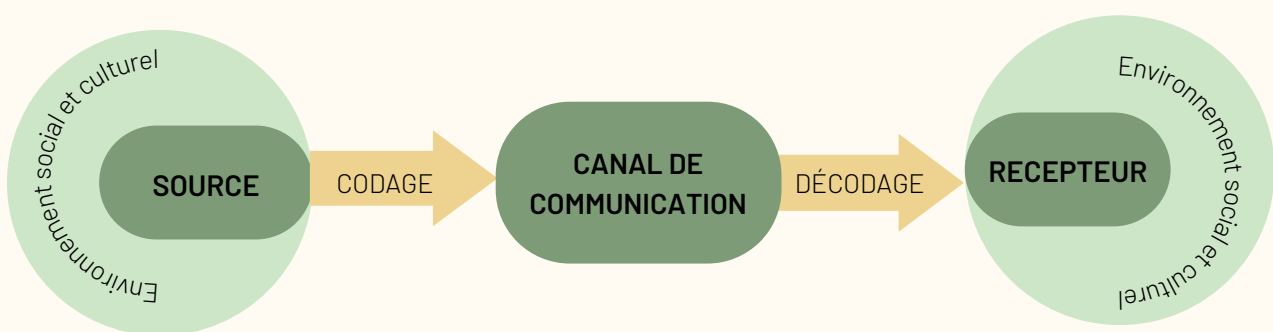 Environnement social et culturel
SOURCE
CODAGE
CANAL DE
COMMUNICATION
DÉCODAGE
RECEPTEUR
Environnement social et culturel